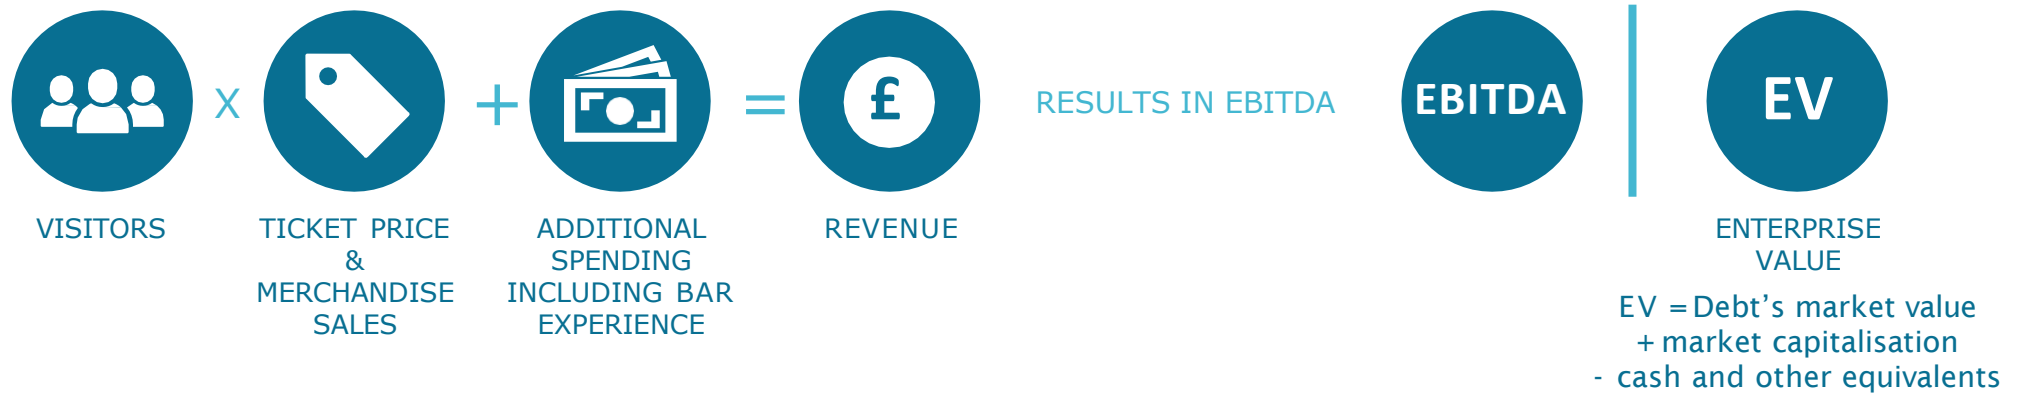 X
+
=
£
RESULTS IN EBITDA
EBITDA
EV
VISITORS
TICKET PRICE
&
MERCHANDISE
SALES
ADDITIONAL
SPENDING
INCLUDING BAR
EXPERIENCE
REVENUE
ENTERPRISE
VALUE
EV = Debt’s market value
+ market capitalisation
- cash and other equivalents